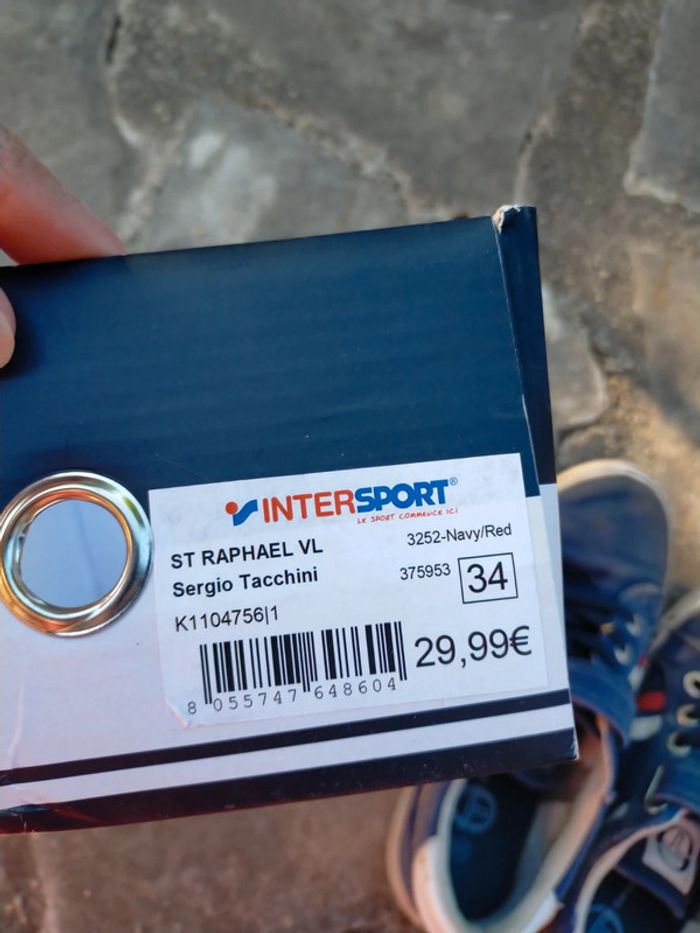 INTERSPORT®
LE SPORT COMMENCE ICI
ST RAPHAEL VL
3252-Navy/Red
Sergio Tacchini
375953
34
K1104756|1
29,99€
8 055747 648604